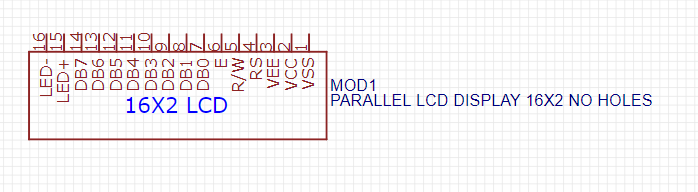 16 15 14 13 12 11 10 9 8 7 6 5 4 3 2 1
LED- LED+ DB7 DB6 DB5 DB4 DB3 DB2 DB1 DB0 E R/W RS VEE VCC VSS
16X2 LCD
MOD1
PARALLEL LCD DISPLAY 16X2 NO HOLES